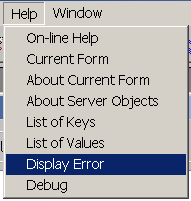 Help Window
On-line Help
Current Form
About Current Form
About Server Objects
List of Keys
List of Values
Display Error
Debug